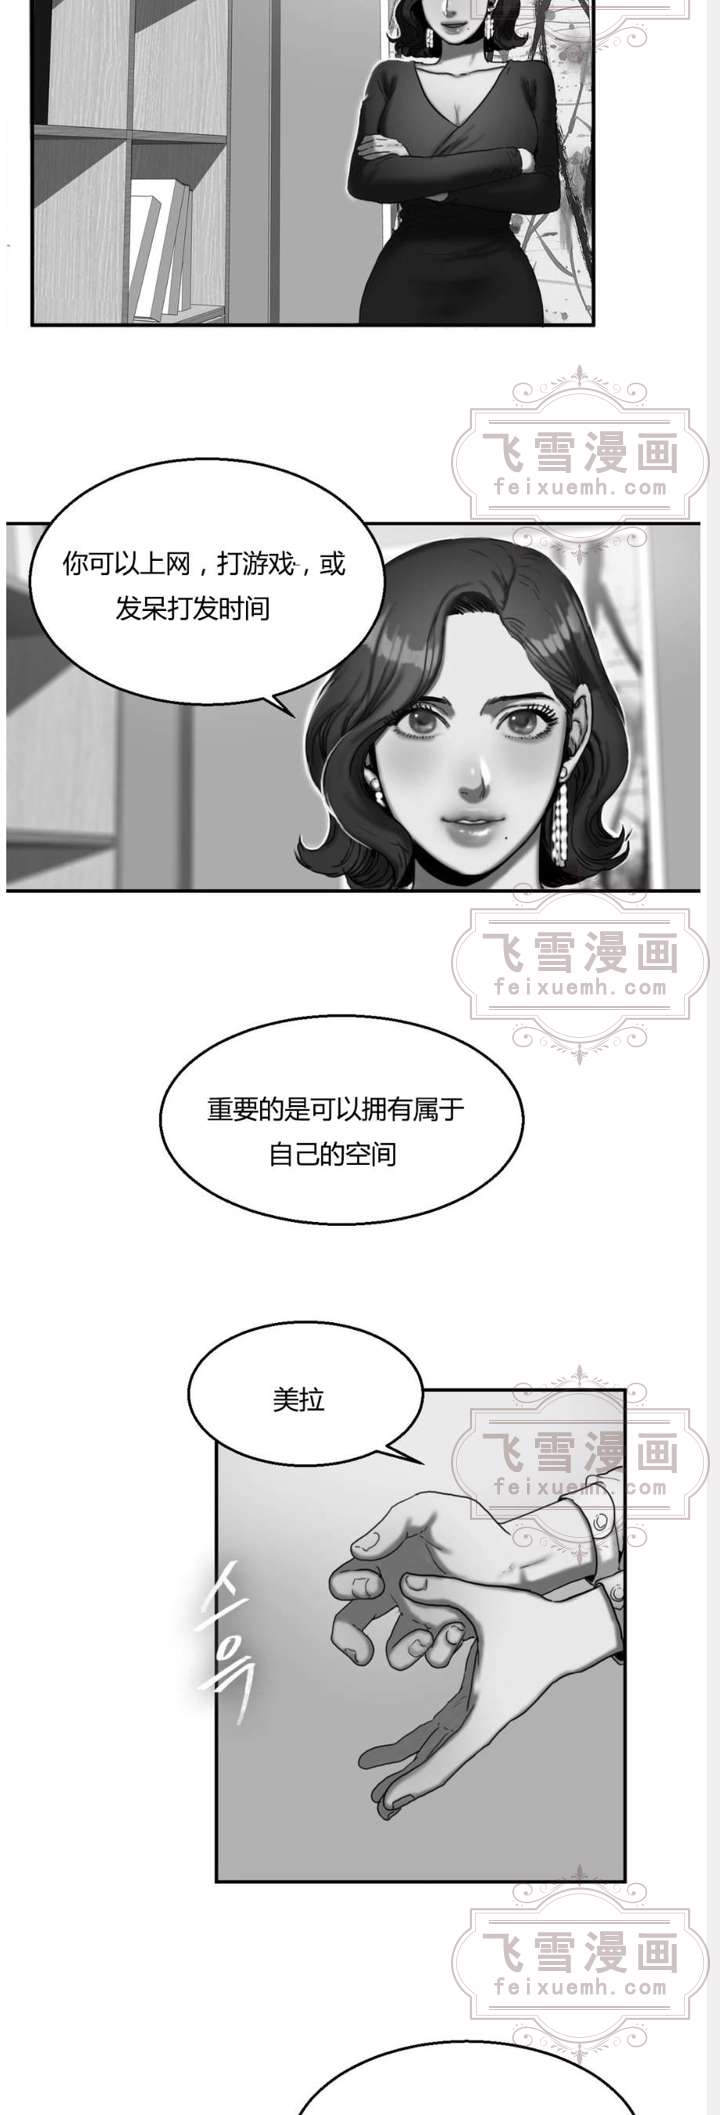 飞雪漫画
feixuemh.com
你可以上网，打游戏，或
发呆打发时间
飞雪漫画
feixuemh.com
重要的是可以拥有属于
自己的空间
美拉
飞雪漫画
feixuemh.com
스윽
飞雪漫画
feixuemh.com